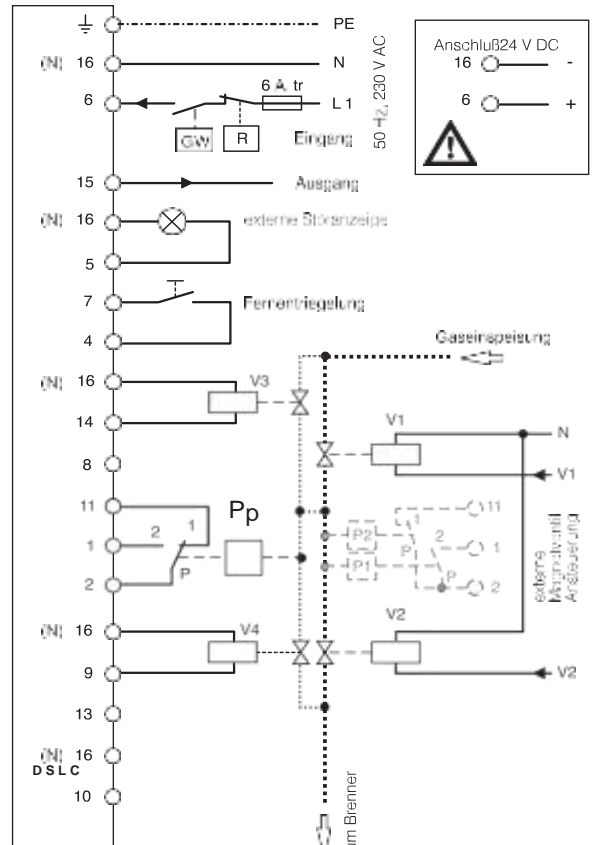 PE
(N) 16 N
6 6 A tr L1
GW R Eingang
50 Hz, 230 V AC
Anschluß24 V DC
16 -
6 +
15 Ausgang
(N) 16 externe Störanzeige
5
7 Fernentriegelung
4
Gaseinspeisung
(N) 16 V3
14
V1 N
8 V1
11 1 Pp
1 2
2 P
P2 1 11
P 2 1
P1 P 2
externe
Magnetventil
Ansteuerung
(N) 16 V4 V2
9 V2
13
(N) 16
DSLC
10
um Brenner